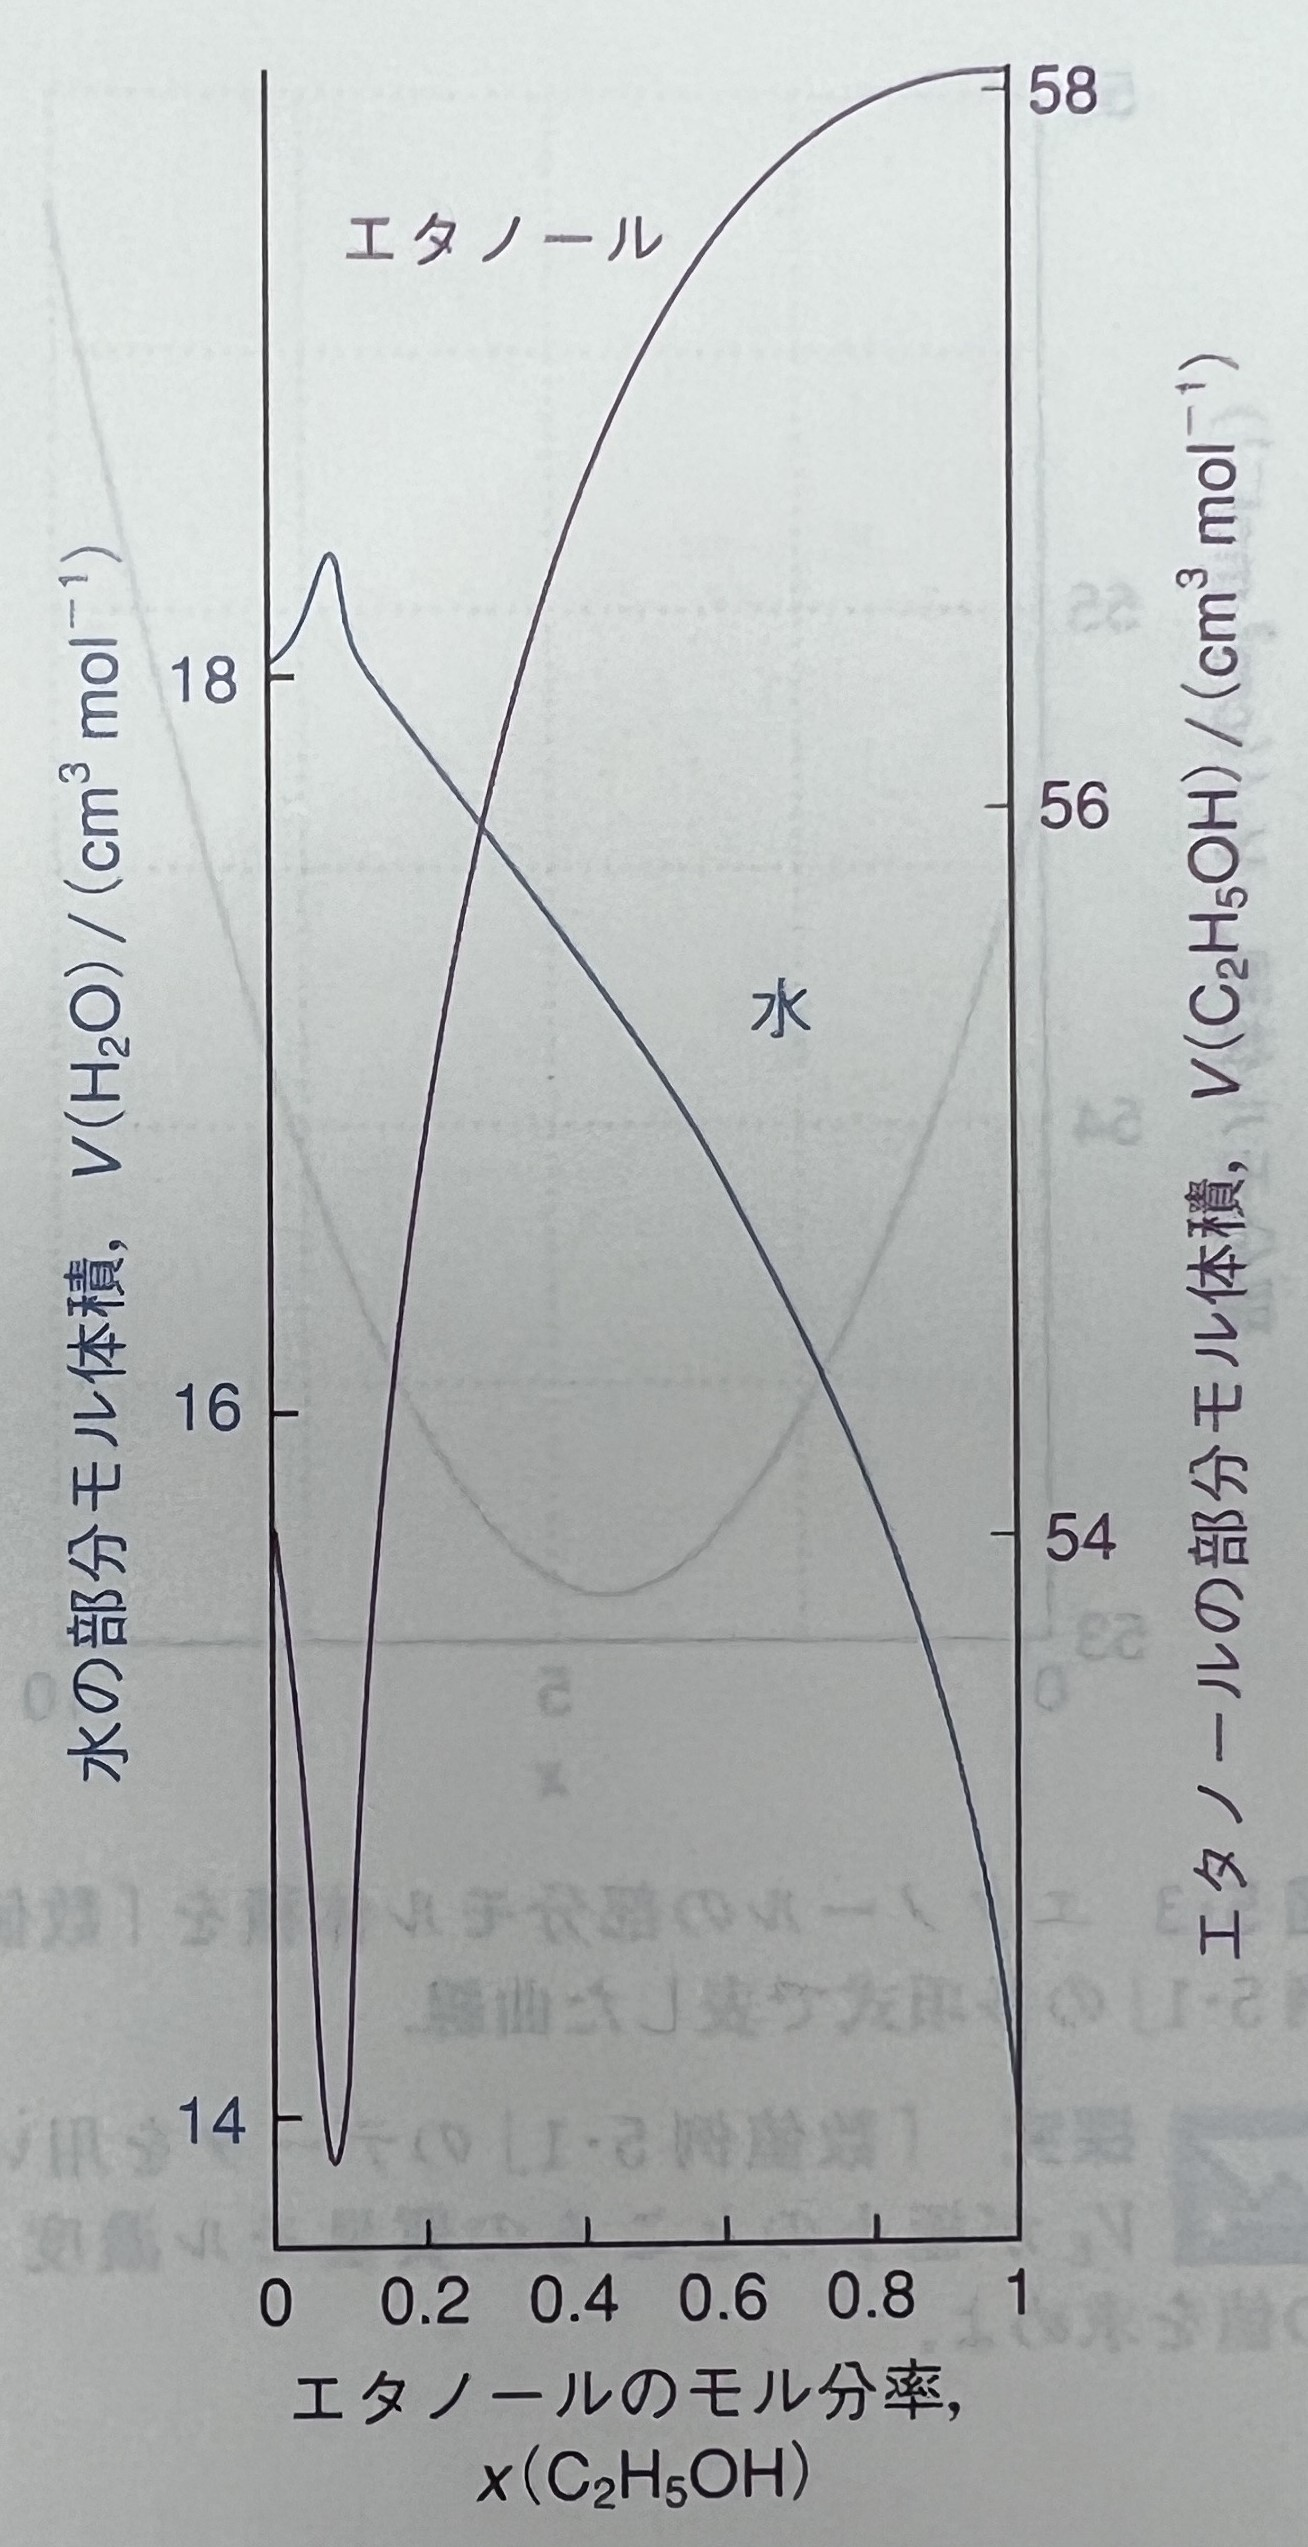 エタノール
水
水の部分モル体積, V(H₂O)/(cm³ mol⁻¹)
18
16
14
58
56
54
エタノールの部分モル体積, V(C₂H₅OH)/(cm³ mol⁻¹)
0 0.2 0.4 0.6 0.8 1
エタノールのモル分率,
x(C₂H₅OH)